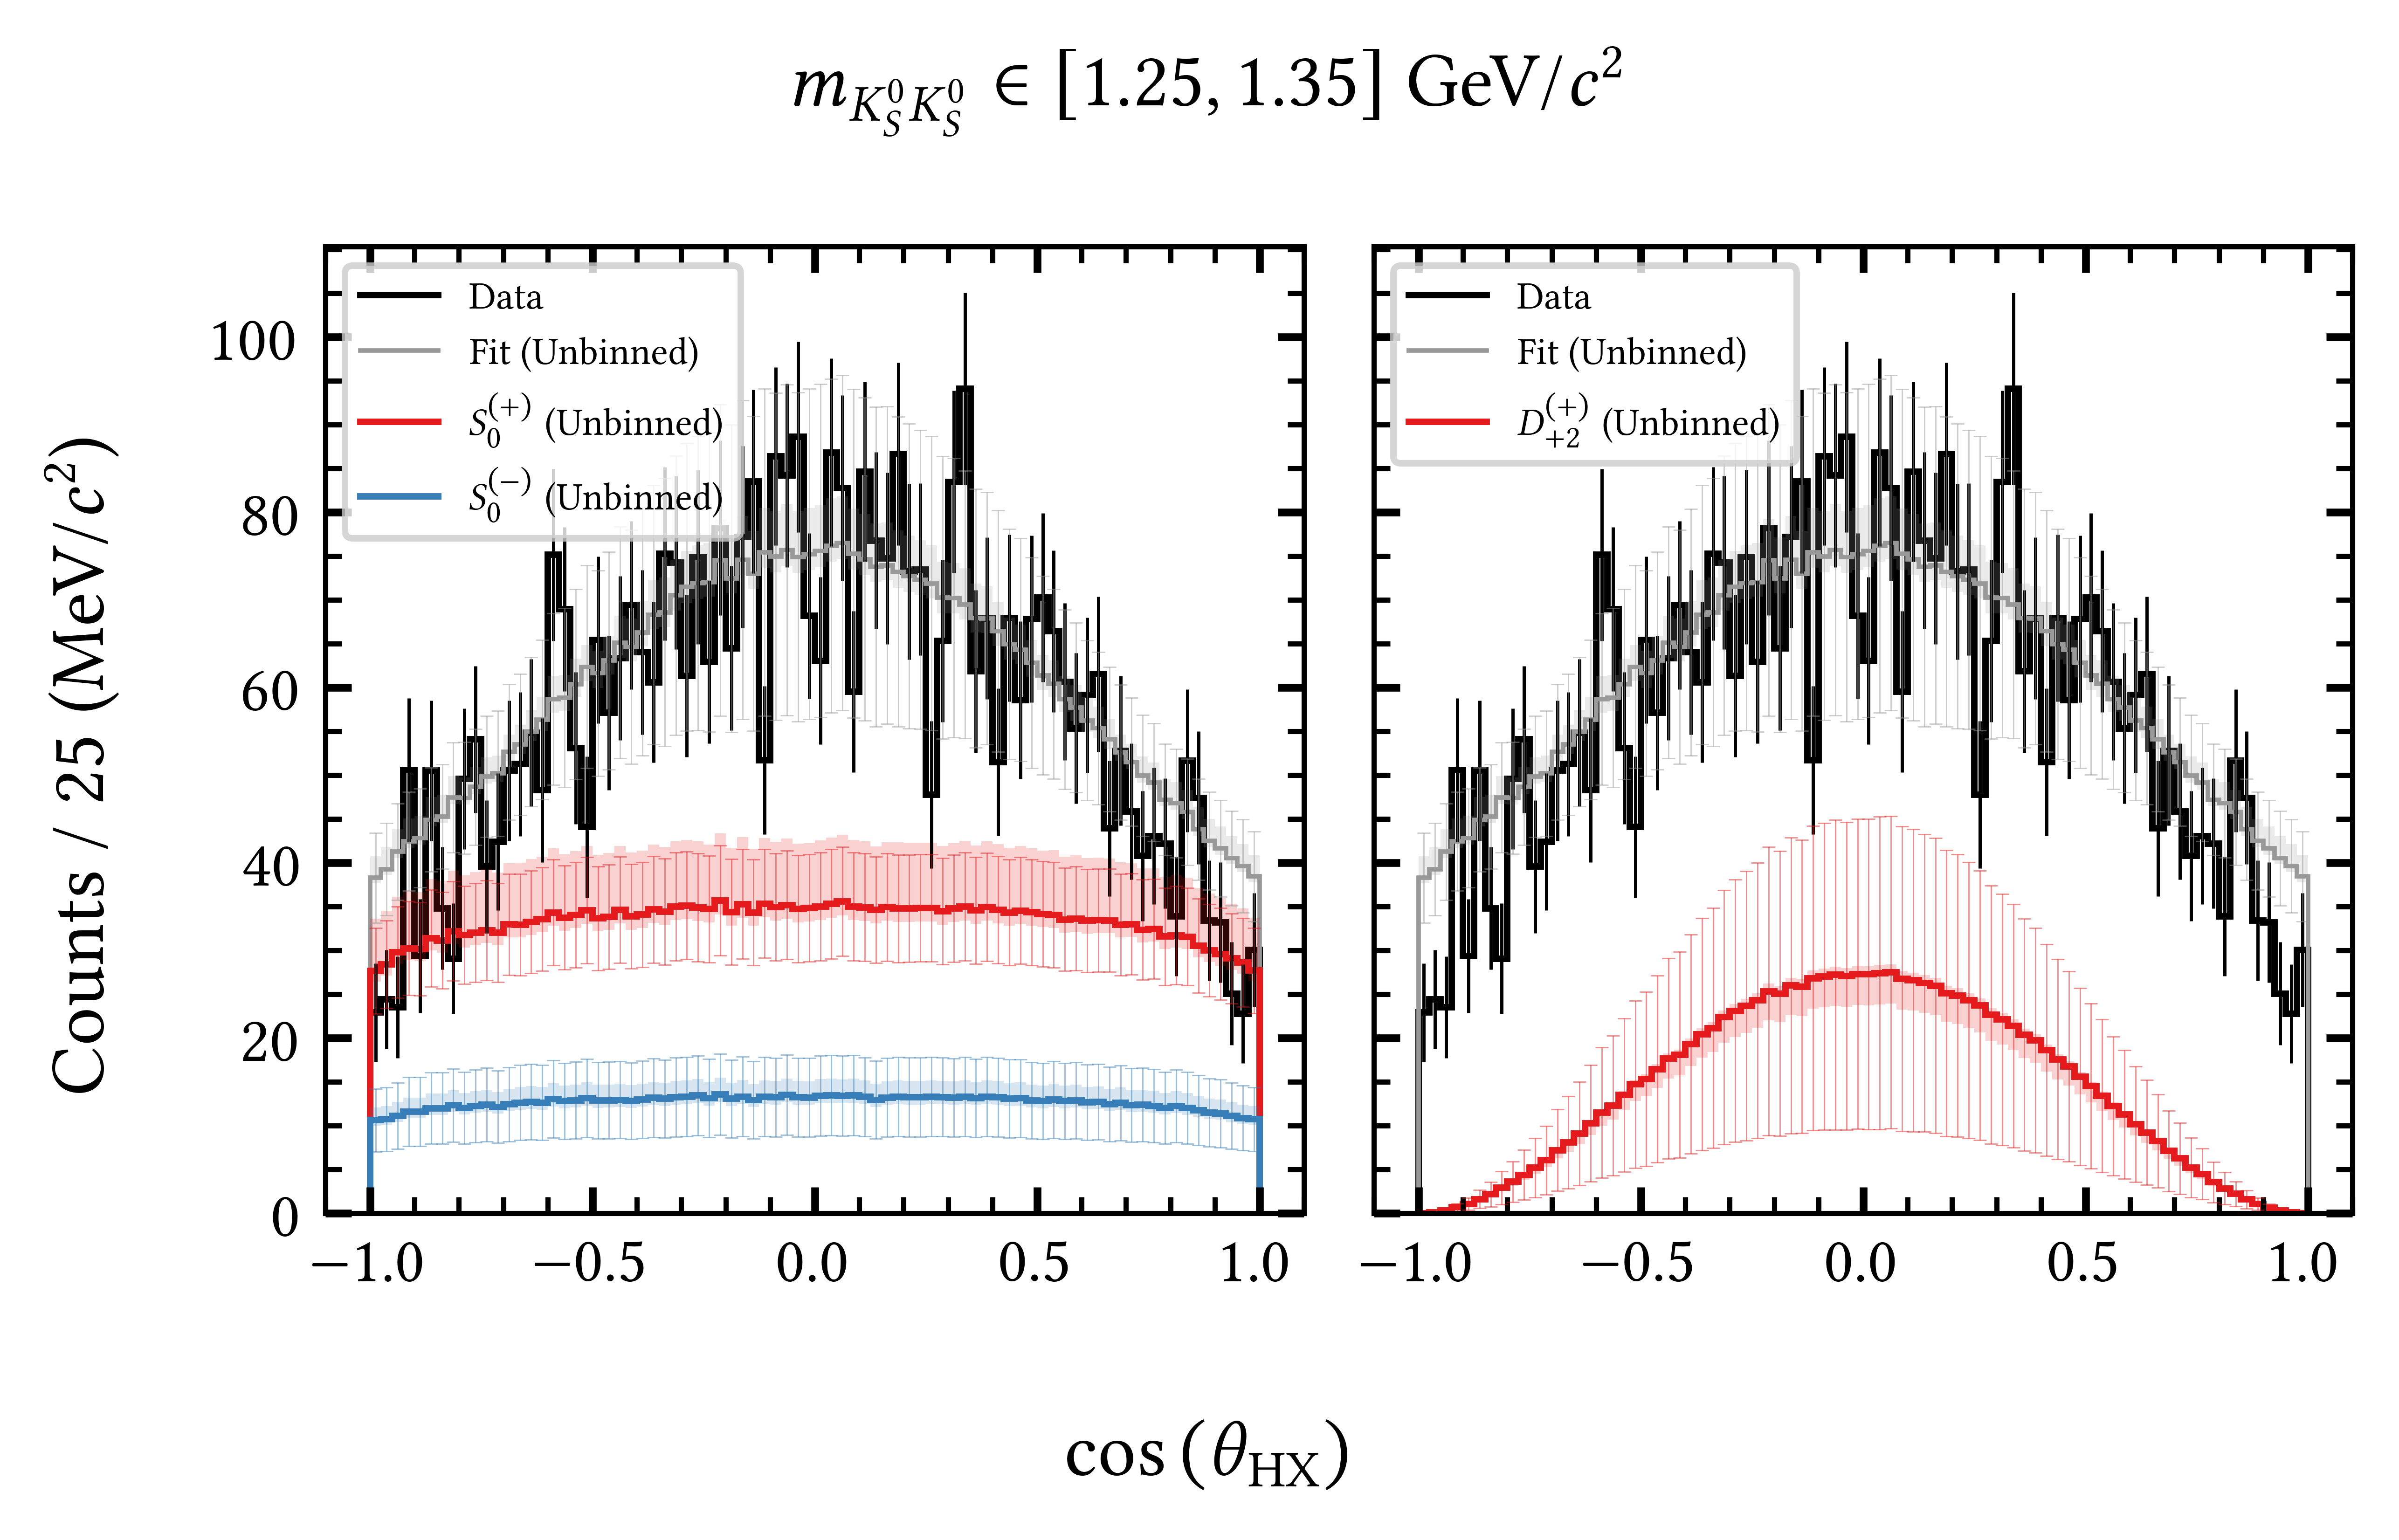 m_{K_S^0 K_S^0} ∈ [1.25, 1.35] GeV/c²
Counts / 25 (MeV/c²)
100
80
60
40
20
0
Data
Fit (Unbinned)
S_0^{(+)} (Unbinned)
S_0^{(−)} (Unbinned)
−1.0 −0.5 0.0 0.5 1.0
Data
Fit (Unbinned)
D_{+2}^{(+)} (Unbinned)
−1.0 −0.5 0.0 0.5 1.0
cos (θ_{HX})